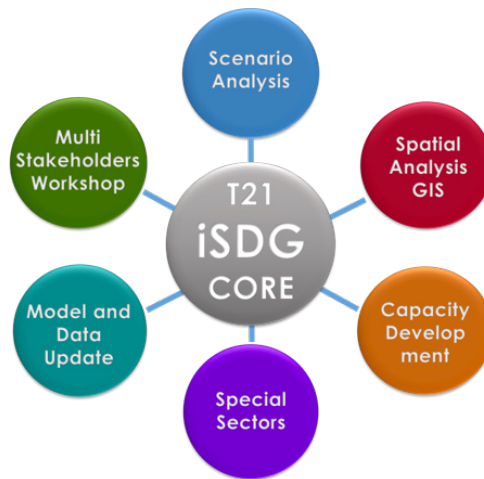 Scenario
Analysis
Multi
Stakeholders
Workshop
Spatial
Analysis
GIS
T21
iSDG
CORE
Model and
Data
Update
Capacity
Develop
ment
Special
Sectors